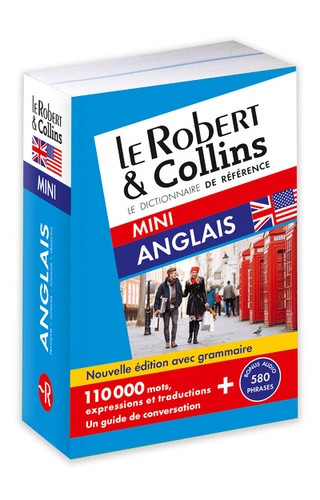 le Robert
& Collins
MINI
ANGLAIS
R
le Robert
& Collins
LE DICTIONNAIRE DE RÉFÉRENCE
MINI
ANGLAIS
Nouvelle édition avec grammaire
110 000 mots,
expressions et traductions
Un guide de conversation
+
BONUS AUDIO
580
PHRASES